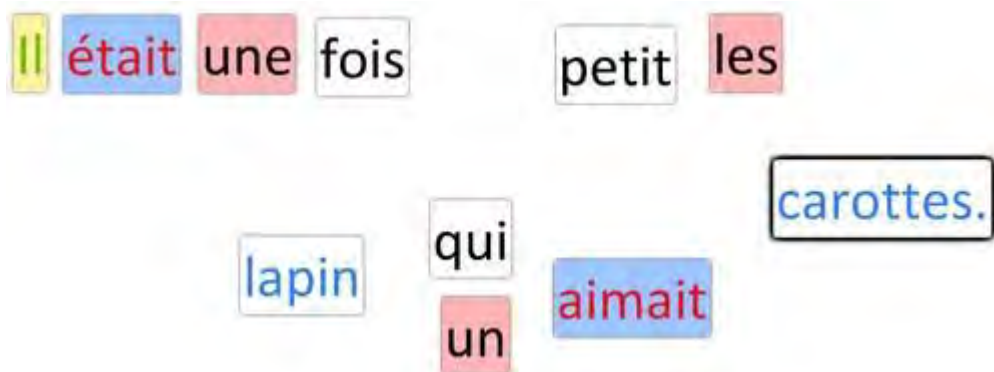 Il était une fois petit les
carottes.
lapin qui aimait
un